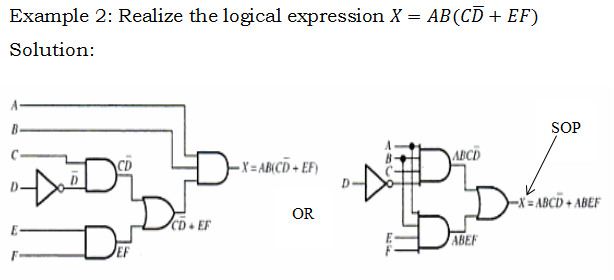 Example 2: Realize the logical expression X = AB(CD̅ + EF)
Solution:
A
B
C
D
D̅
CD̅
E
F
EF
CD̅ + EF
X = AB(CD̅ + EF)
OR
A
B
C
D
ABCD̅
E
F
ABEF
SOP
X = ABCD̅ + ABEF